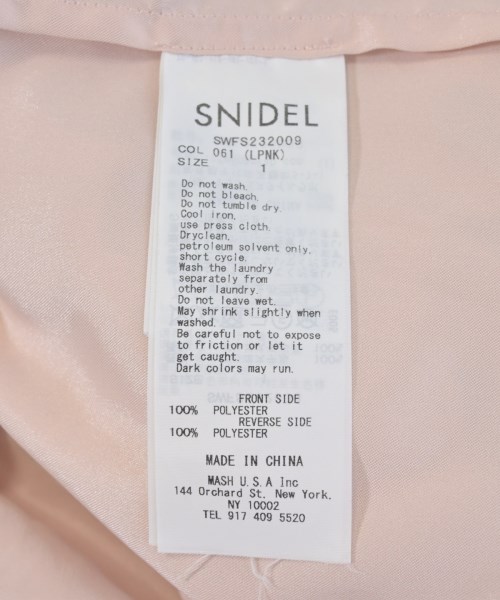 SNIDEL
SWFS232009
COL 061 (LPNK)
SIZE 1
Do not wash.
Do not bleach.
Do not tumble dry.
Cool iron.
use press cloth.
Dryclean,
petroleum solvent only,
short cycle.
Wash the laundry
separately from
other laundry.
Do not leave wet.
May shrink slightly when
washed.
Be careful not to expose
to friction or let it
get caught.
Dark colors may run.
FRONT SIDE
100% POLYESTER
REVERSE SIDE
100% POLYESTER
MADE IN CHINA
MASH U.S.A Inc
144 Orchard St. New York.
NY 10002
TEL 917 409 5520